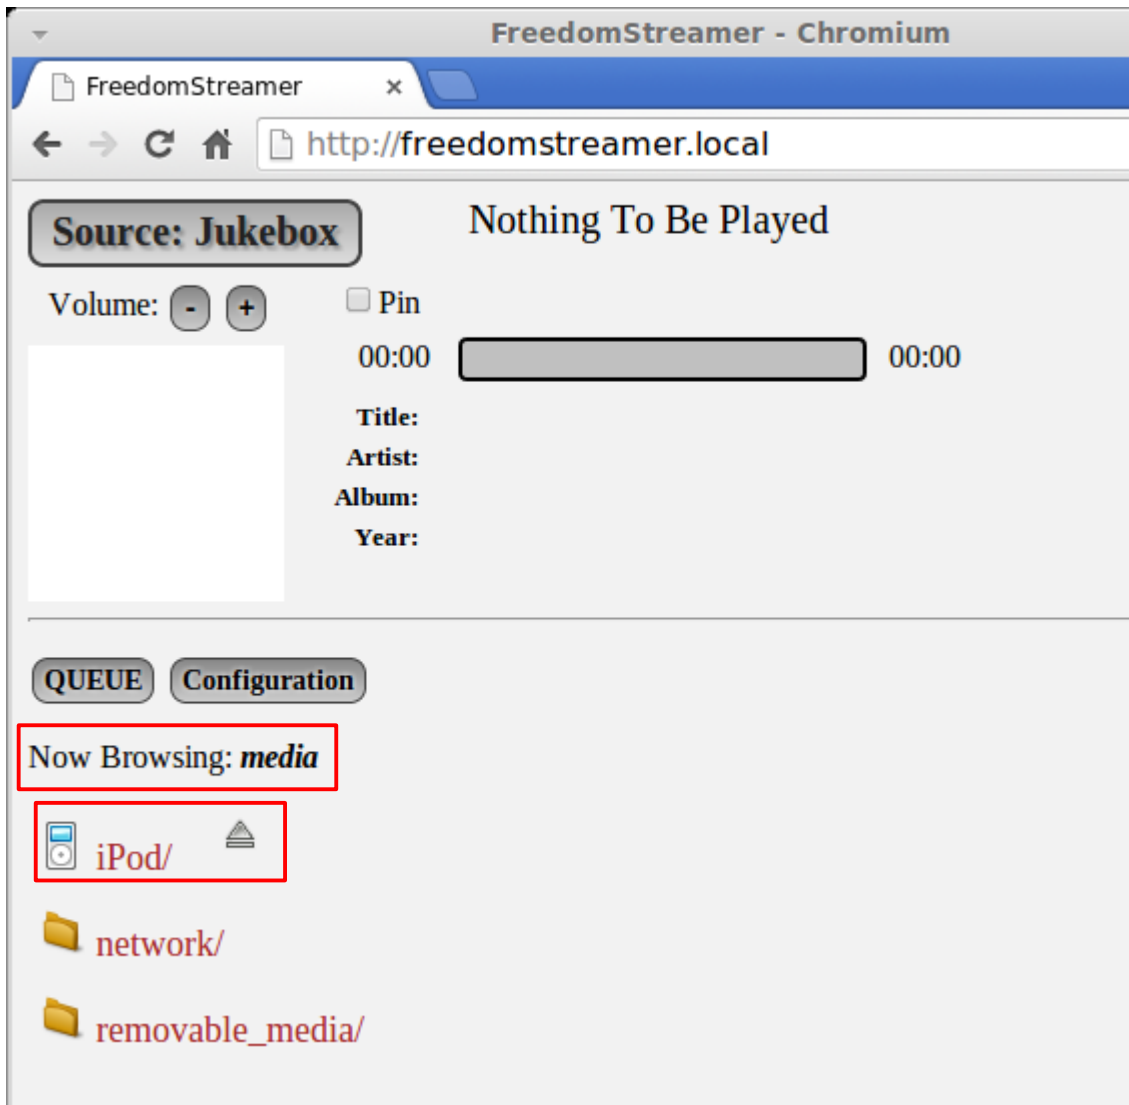 FreedomStreamer - Chromium
FreedomStreamer ×
http://freedomstreamer.local
Source: Jukebox
Nothing To Be Played
Volume: - +
Pin
00:00 00:00
Title:
Artist:
Album:
Year:
QUEUE Configuration
Now Browsing: media
iPod/
network/
removable_media/